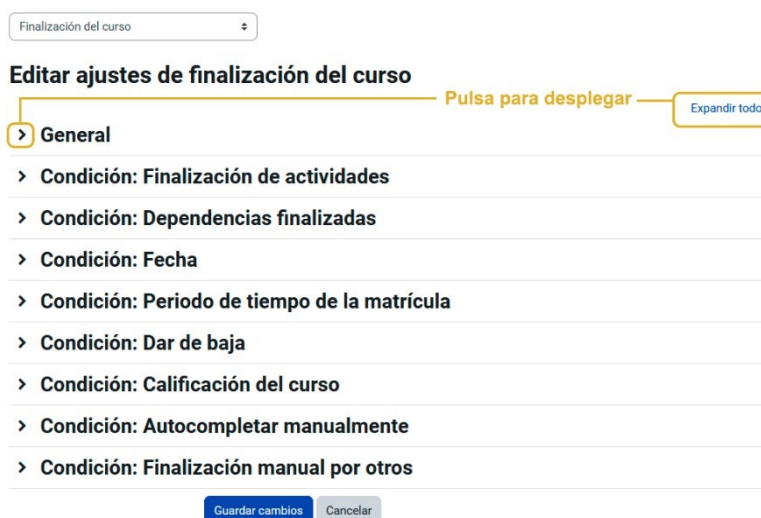 Finalización del curso
Editar ajustes de finalización del curso
Pulsa para desplegar
Expandir todo
General
Condición: Finalización de actividades
Condición: Dependencias finalizadas
Condición: Fecha
Condición: Periodo de tiempo de la matrícula
Condición: Dar de baja
Condición: Calificación del curso
Condición: Autocompletar manualmente
Condición: Finalización manual por otros
Guardar cambios Cancelar